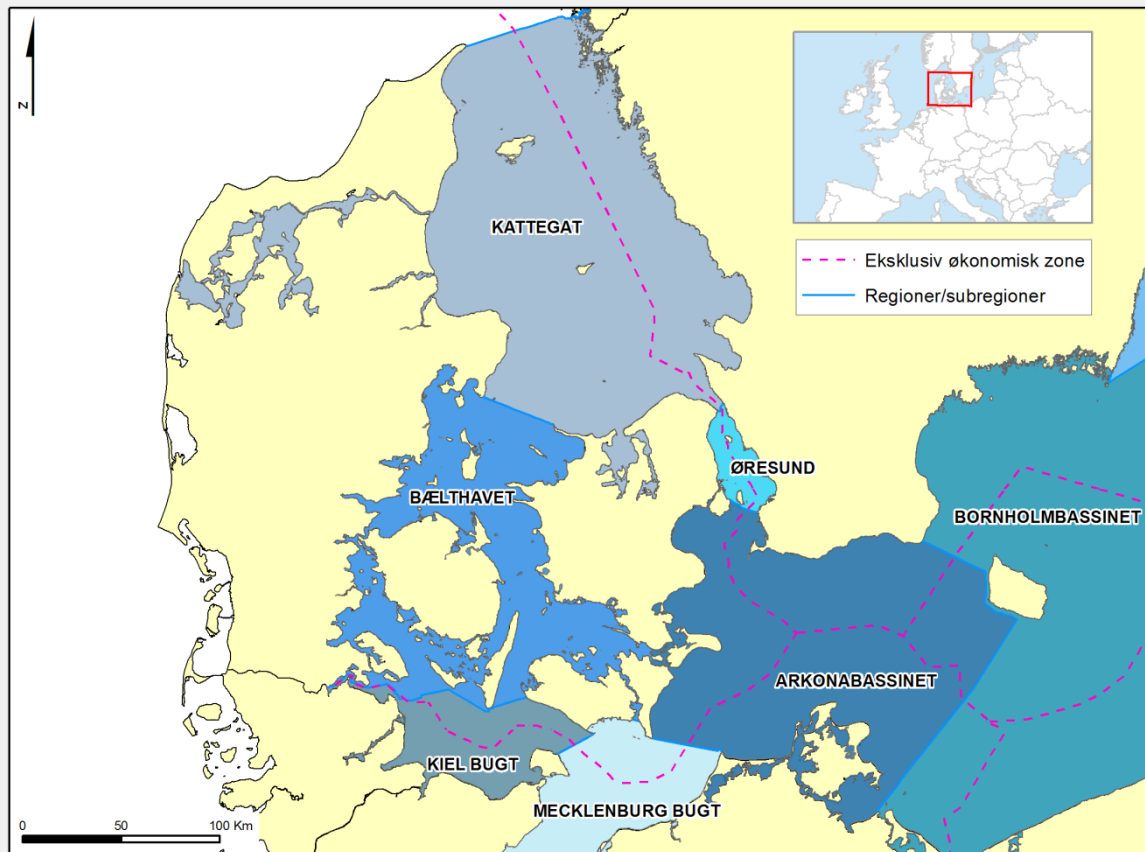 N
KATTEGAT
Eksklusiv økonomisk zone
Regioner/subregioner
ØRESUND
BÆLTHAVET
BORNHOLMBASSINET
ARKONABASSINET
KIEL BUGT
MECKLENBURG BUGT
0 50 100 Km